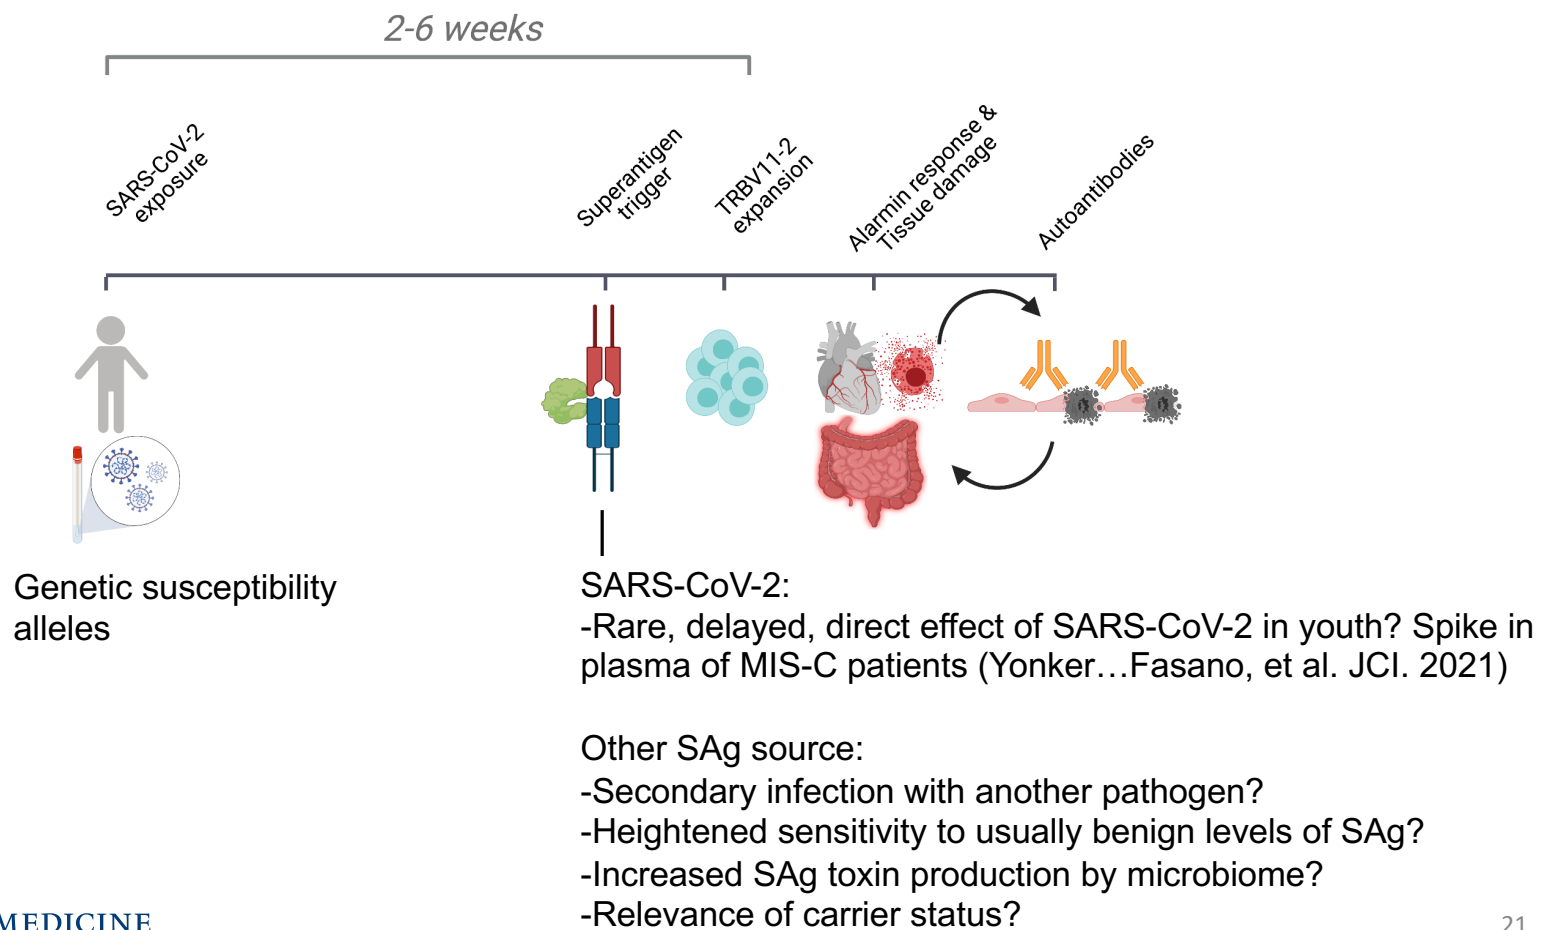 2-6 weeks
SARS-CoV-2
exposure
Superantigen
trigger
TRBV11-2
expansion
Alarmin response &
Tissue damage
Autoantibodies
Genetic susceptibility
alleles
SARS-CoV-2:
-Rare, delayed, direct effect of SARS-CoV-2 in youth? Spike in
plasma of MIS-C patients (Yonker…Fasano, et al. JCI. 2021)
Other SAg source:
-Secondary infection with another pathogen?
-Heightened sensitivity to usually benign levels of SAg?
-Increased SAg toxin production by microbiome?
-Relevance of carrier status?
MEDICINE
21